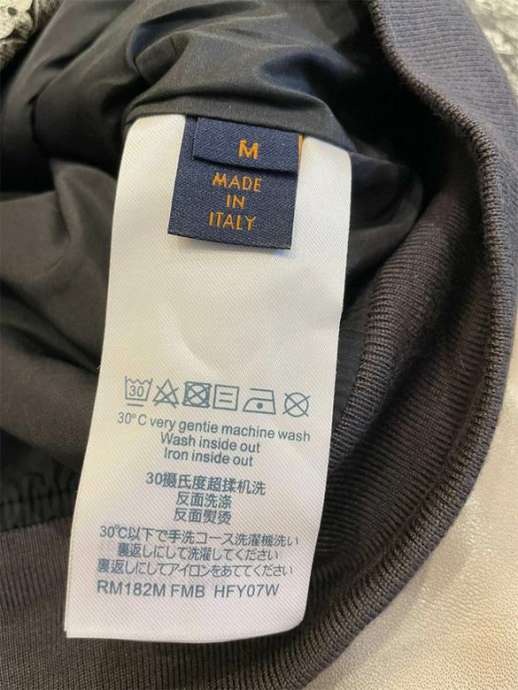 M
MADE
IN
ITALY
30
30°C very gentie machine wash
Wash inside out
Iron inside out
30摄氏度超揉机洗
反面洗涤
反面熨烫
30℃以下で手洗コース洗濯機洗い
裏返しにして洗濯してください
裏返しにしてアイロンをあてください
RM182M FMB HFY07W